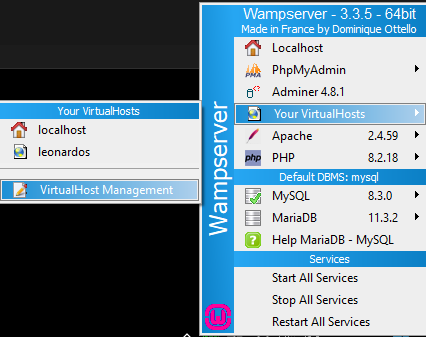 Wampserver - 3.3.5 - 64bit
Made in France by Dominique Ottello
Localhost
PhpMyAdmin
PMA
Adminer 4.8.1
Your VirtualHosts
Apache 2.4.59
php PHP 8.2.18
Default DBMS: mysql
MySQL 8.3.0
MariaDB 11.3.2
Help MariaDB - MySQL
Services
Start All Services
Stop All Services
Restart All Services
Wampserver
Your VirtualHosts
localhost
leonardos
VirtualHost Management